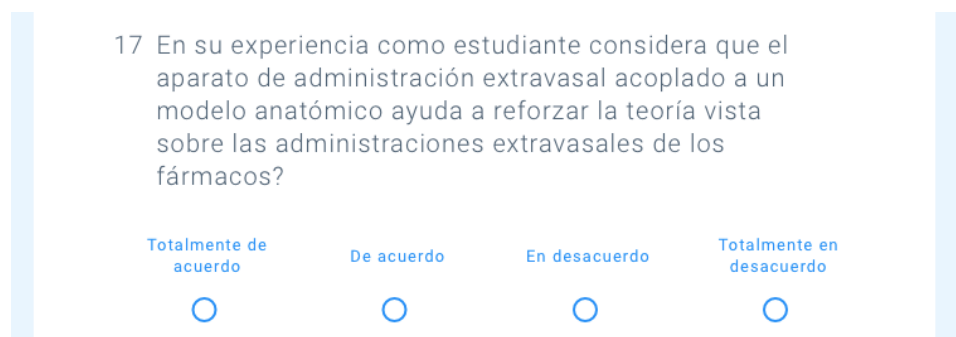 17 En su experiencia como estudiante considera que el
aparato de administración extravasal acoplado a un
modelo anatómico ayuda a reforzar la teoría vista
sobre las administraciones extravasales de los
fármacos?
Totalmente de
acuerdo
De acuerdo
En desacuerdo
Totalmente en
desacuerdo